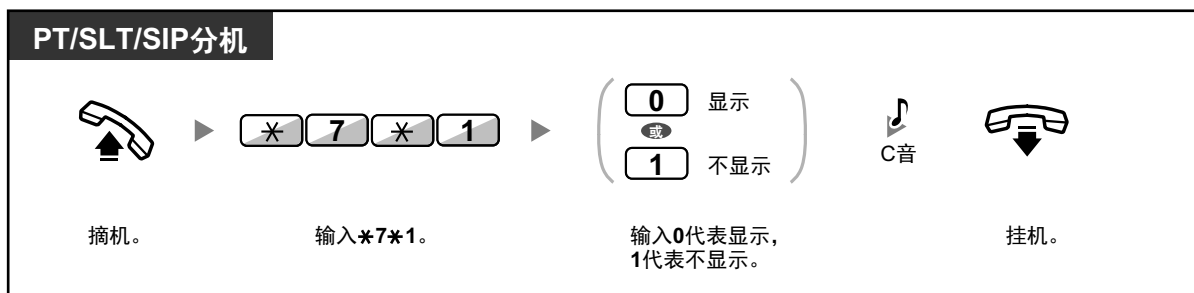 PT/SLT/SIP分机
0 显示
或
1 不显示
＊ 7 ＊ 1
C音
摘机。
输入＊7＊1。
输入0代表显示，
1代表不显示。
挂机。